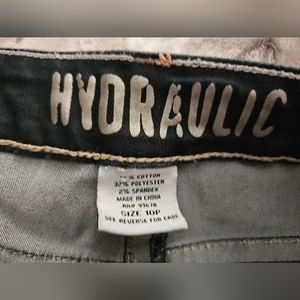 HYDRAULIC
COTTON
32% POLYESTER
2% SPANDEX
MADE IN CHINA
SIZE 10P
SEE REVERSE FOR CARE